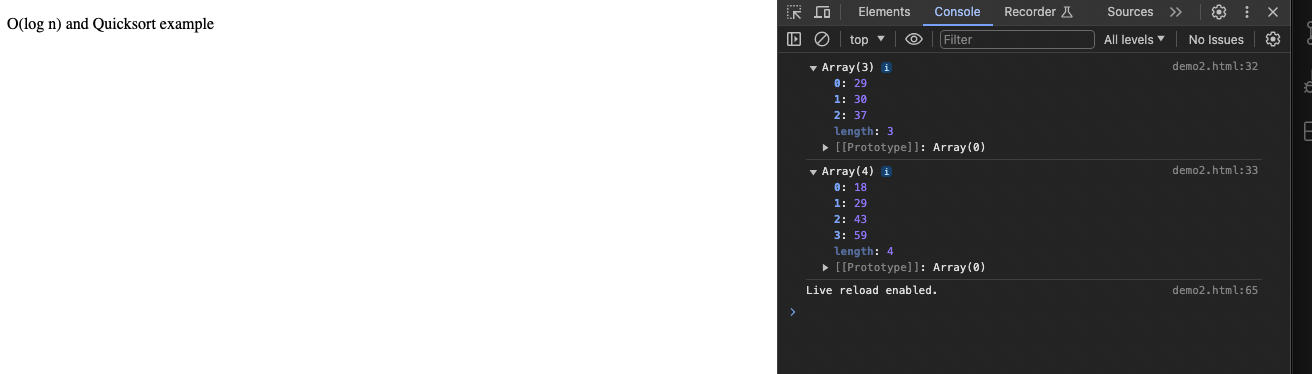 O(log n) and Quicksort example
Elements Console Recorder Sources
top Filter All levels No Issues
Array(3) i demo2.html:32
0: 29
1: 30
2: 37
length: 3
[[Prototype]]: Array(0)
Array(4) i demo2.html:33
0: 18
1: 29
2: 43
3: 59
length: 4
[[Prototype]]: Array(0)
Live reload enabled. demo2.html:65